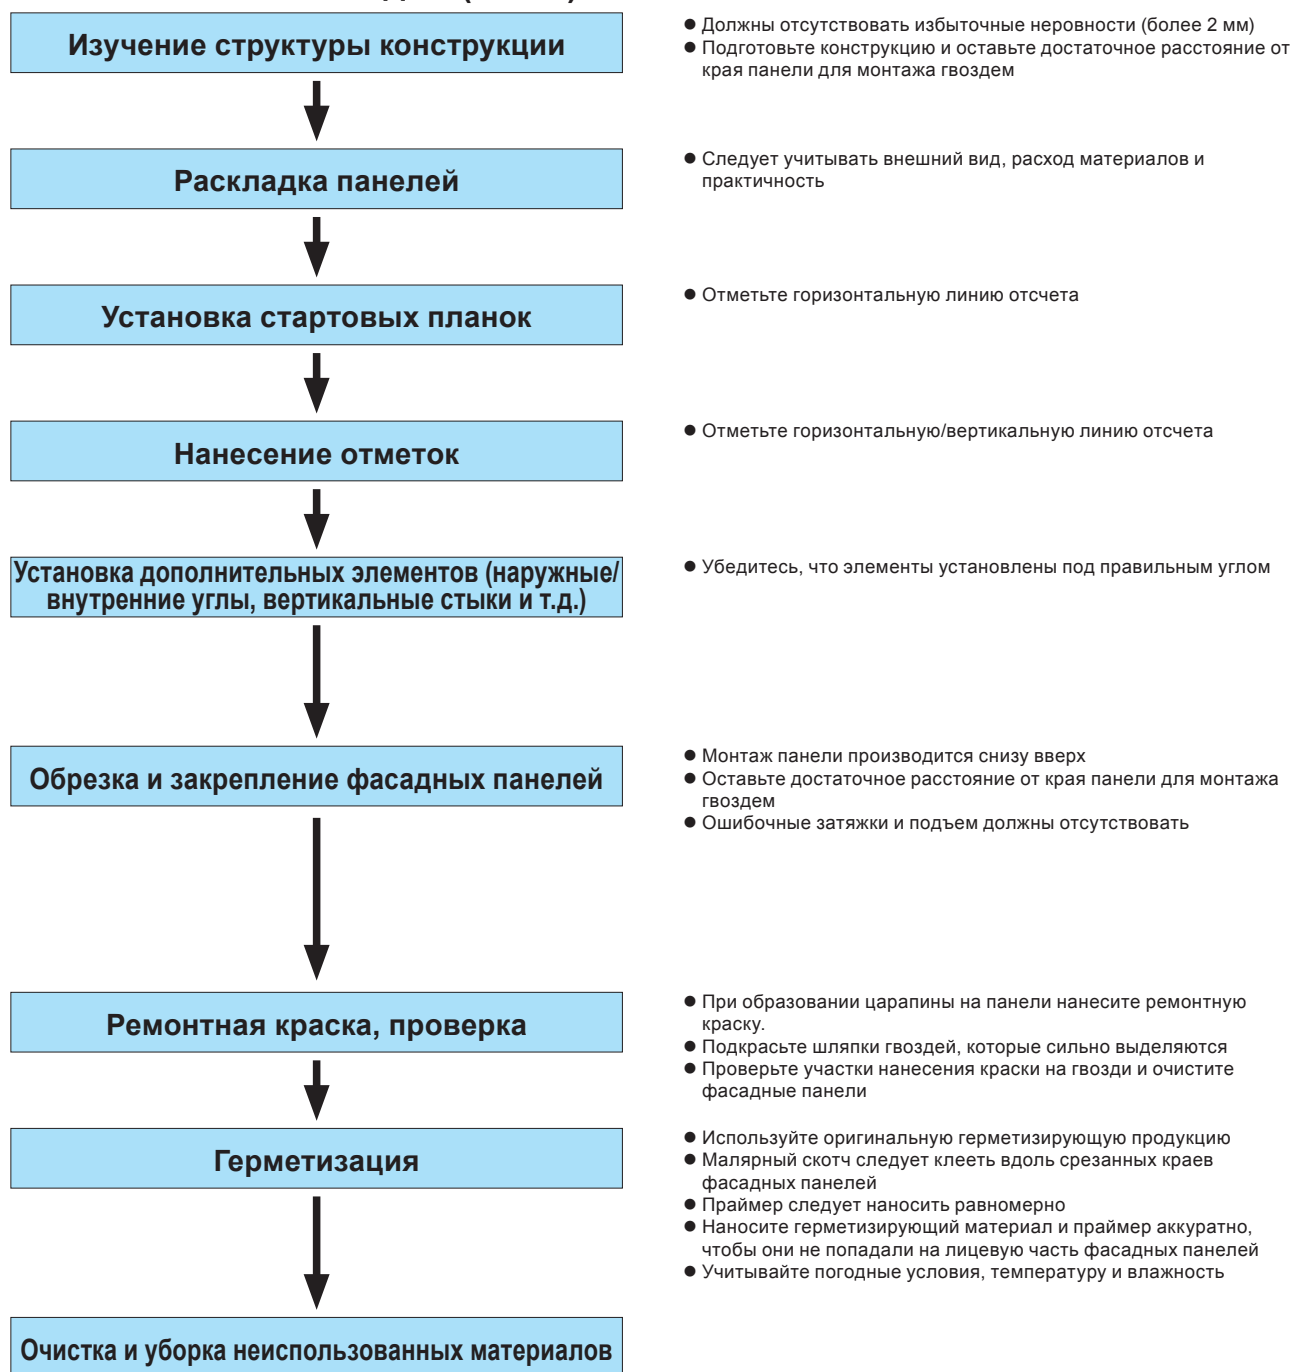 Изучение структуры конструкции
● Должны отсутствовать избыточные неровности (более 2 мм)
● Подготовьте конструкцию и оставьте достаточное расстояние от
края панели для монтажа гвоздем
Раскладка панелей
● Следует учитывать внешний вид, расход материалов и
практичность
Установка стартовых планок
● Отметьте горизонтальную линию отсчета
Нанесение отметок
● Отметьте горизонтальную/вертикальную линию отсчета
Установка дополнительных элементов (наружные/
внутренние углы, вертикальные стыки и т.д.)
● Убедитесь, что элементы установлены под правильным углом
Обрезка и закрепление фасадных панелей
● Монтаж панели производится снизу вверх
● Оставьте достаточное расстояние от края панели для монтажа
гвоздем
● Ошибочные затяжки и подъем должны отсутствовать
Ремонтная краска, проверка
● При образовании царапины на панели нанесите ремонтную
краску.
● Подкрасьте шляпки гвоздей, которые сильно выделяются
● Проверьте участки нанесения краски на гвозди и очистите
фасадные панели
Герметизация
● Используйте оригинальную герметизирующую продукцию
● Малярный скотч следует клееть вдоль срезанных краев
фасадных панелей
● Праймер следует наносить равномерно
● Наносите герметизирующий материал и праймер аккуратно,
чтобы они не попадали на лицевую часть фасадных панелей
● Учитывайте погодные условия, температуру и влажность
Очистка и уборка неиспользованных материалов